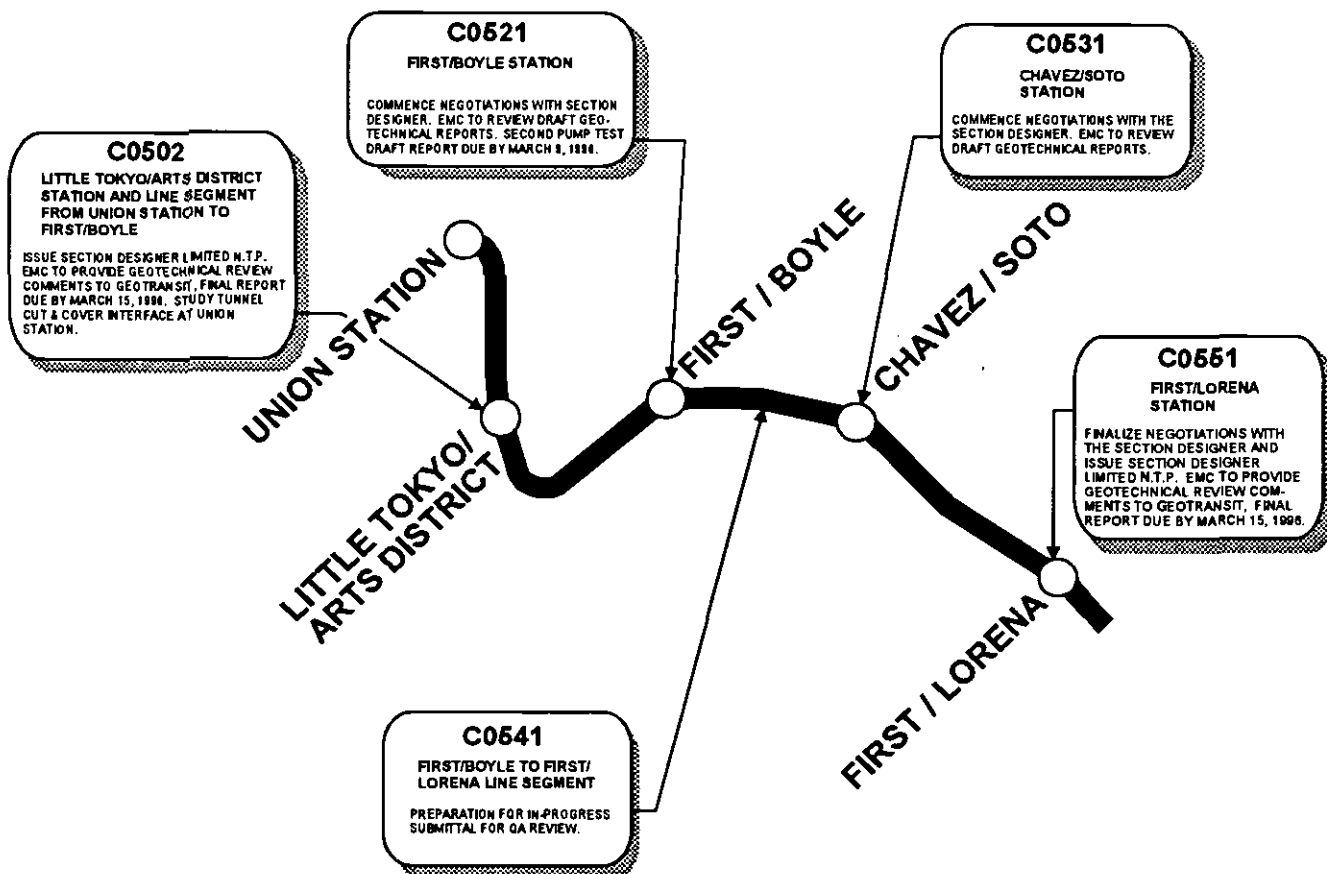 C0502
LITTLE TOKYO/ARTS DISTRICT
STATION AND LINE SEGMENT
FROM UNION STATION TO
FIRST/BOYLE
ISSUE SECTION DESIGNER LIMITED N.T.P.
EMC TO PROVIDE GEOTECHNICAL REVIEW
COMMENTS TO GEOTRANSIT, FINAL REPORT
DUE BY MARCH 15, 1996. STUDY TUNNEL
CUT & COVER INTERFACE AT UNION
STATION.
C0521
FIRST/BOYLE STATION
COMMENCE NEGOTIATIONS WITH SECTION
DESIGNER. EMC TO REVIEW DRAFT GEO-
TECHNICAL REPORTS. SECOND PUMP TEST
DRAFT REPORT DUE BY MARCH
C0531
CHAVEZ/SOTO
STATION
COMMENCE NEGOTIATIONS WITH THE
SECTION DESIGNER. EMC TO REVIEW
DRAFT GEOTECHNICAL REPORTS.
C0551
FIRST/LORENA
STATION
FINALIZE NEGOTIATIONS WITH
THE SECTION DESIGNER AND
ISSUE SECTION DESIGNER
LIMITED N.T.P. EMC TO PROVIDE
GEOTECHNICAL REVIEW COM-
MENTS TO GEOTRANSIT, FINAL
REPORT DUE BY MARCH 15, 1996.
UNION STATION
LITTLE TOKYO/
ARTS DISTRICT
FIRST / BOYLE
CHAVEZ / SOTO
FIRST / LORENA
C0541
FIRST/BOYLE TO FIRST/
LORENA LINE SEGMENT
PREPARATION FOR IN-PROGRESS
SUBMITTAL FOR QA REVIEW.